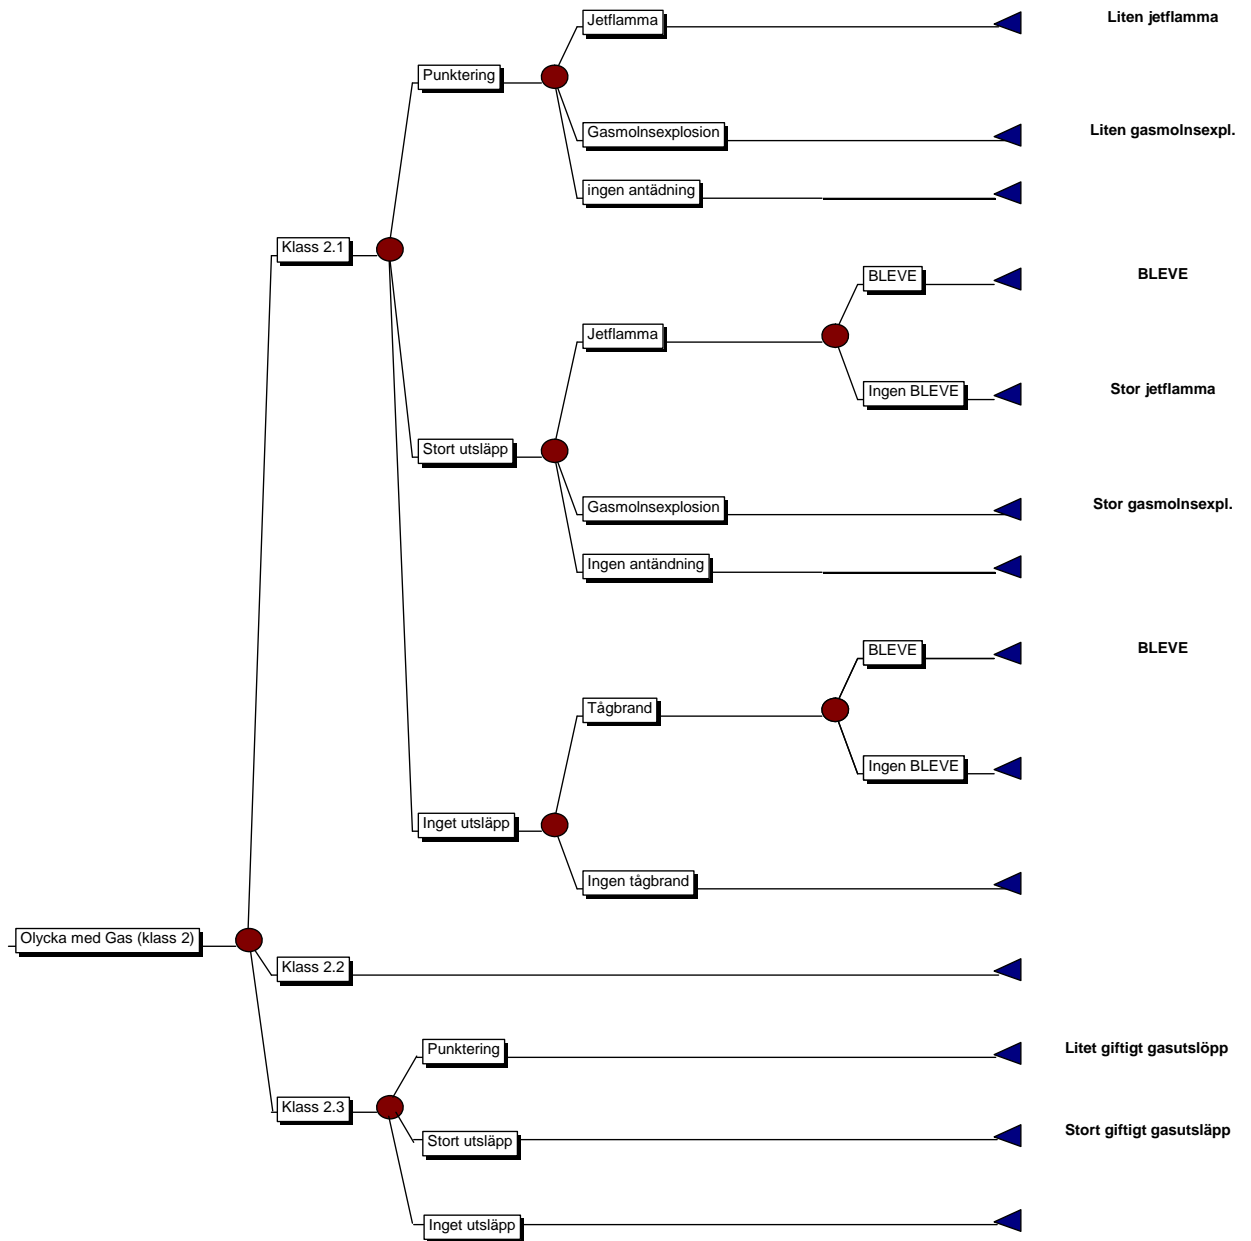 Jetflamma
Liten jetflamma
Punktering
Gasmolnsexplosion
Liten gasmolnsexpl.
ingen antädning
Klass 2.1
BLEVE
BLEVE
Jetflamma
Ingen BLEVE
Stor jetflamma
Stort utsläpp
Gasmolnsexplosion
Stor gasmolnsexpl.
Ingen antändning
BLEVE
BLEVE
Tågbrand
Ingen BLEVE
Inget utsläpp
Ingen tågbrand
Olycka med Gas (klass 2)
Klass 2.2
Punktering
Litet giftigt gasutslöpp
Klass 2.3
Stort utsläpp
Stort giftigt gasutsläpp
Inget utsläpp